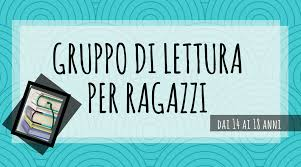 GRUPPO DI LETTURA
PER RAGAZZI
DAI 14 AI 18 ANNI